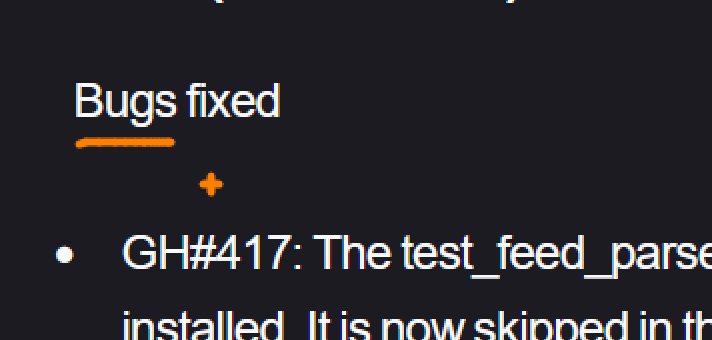 Bugs fixed
• GH#417: The test_feed_parse
installed. It is now skipped in th